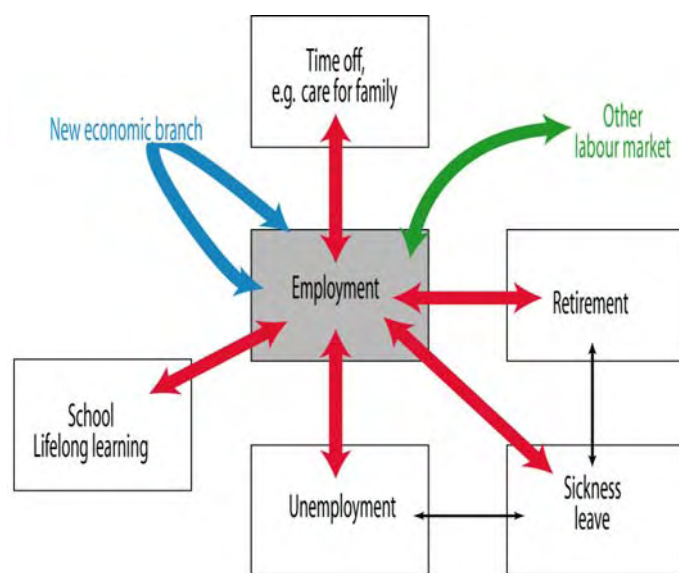 Time off,
e.g. care for family
New economic branch
Other
labour market
Employment
Retirement
School
Lifelong learning
Unemployment
Sickness
leave